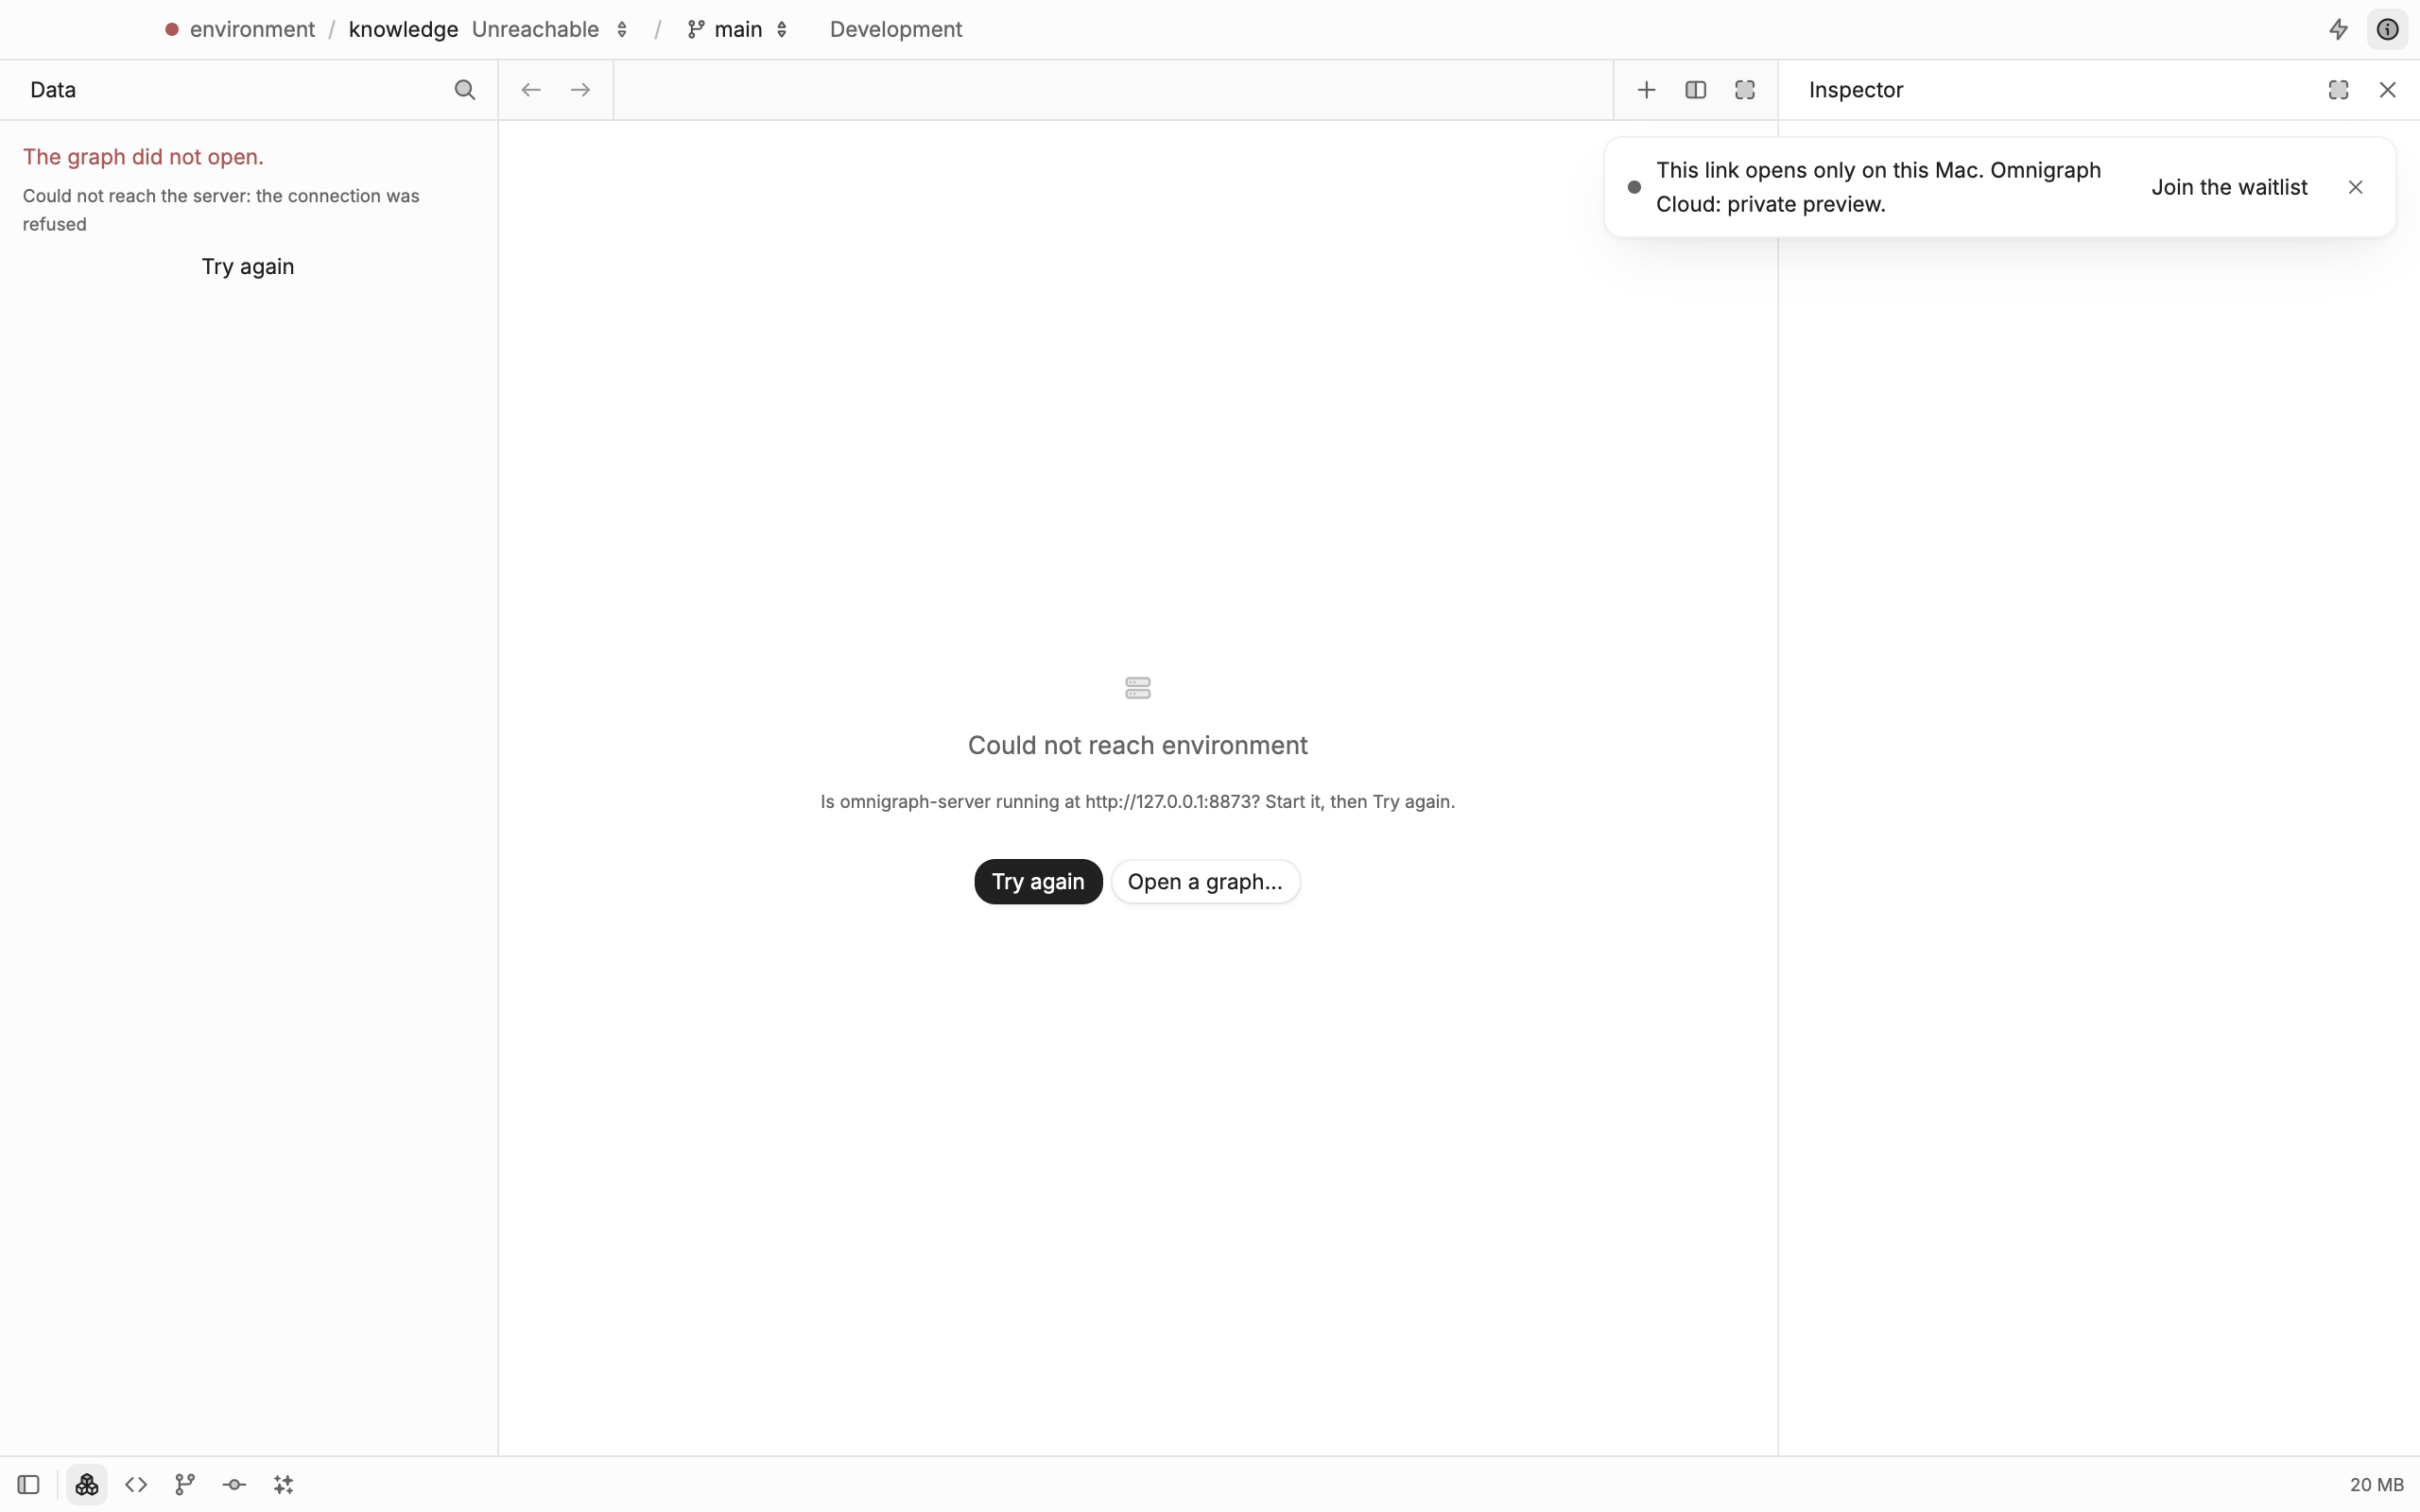 environment / knowledge Unreachable / main Development
Data
Inspector
The graph did not open.
Could not reach the server: the connection was
refused
Try again
This link opens only on this Mac. Omnigraph
Cloud: private preview.
Join the waitlist
Could not reach environment
Is omnigraph-server running at http://127.0.0.1:8873? Start it, then Try again.
Try again
Open a graph...
20 MB